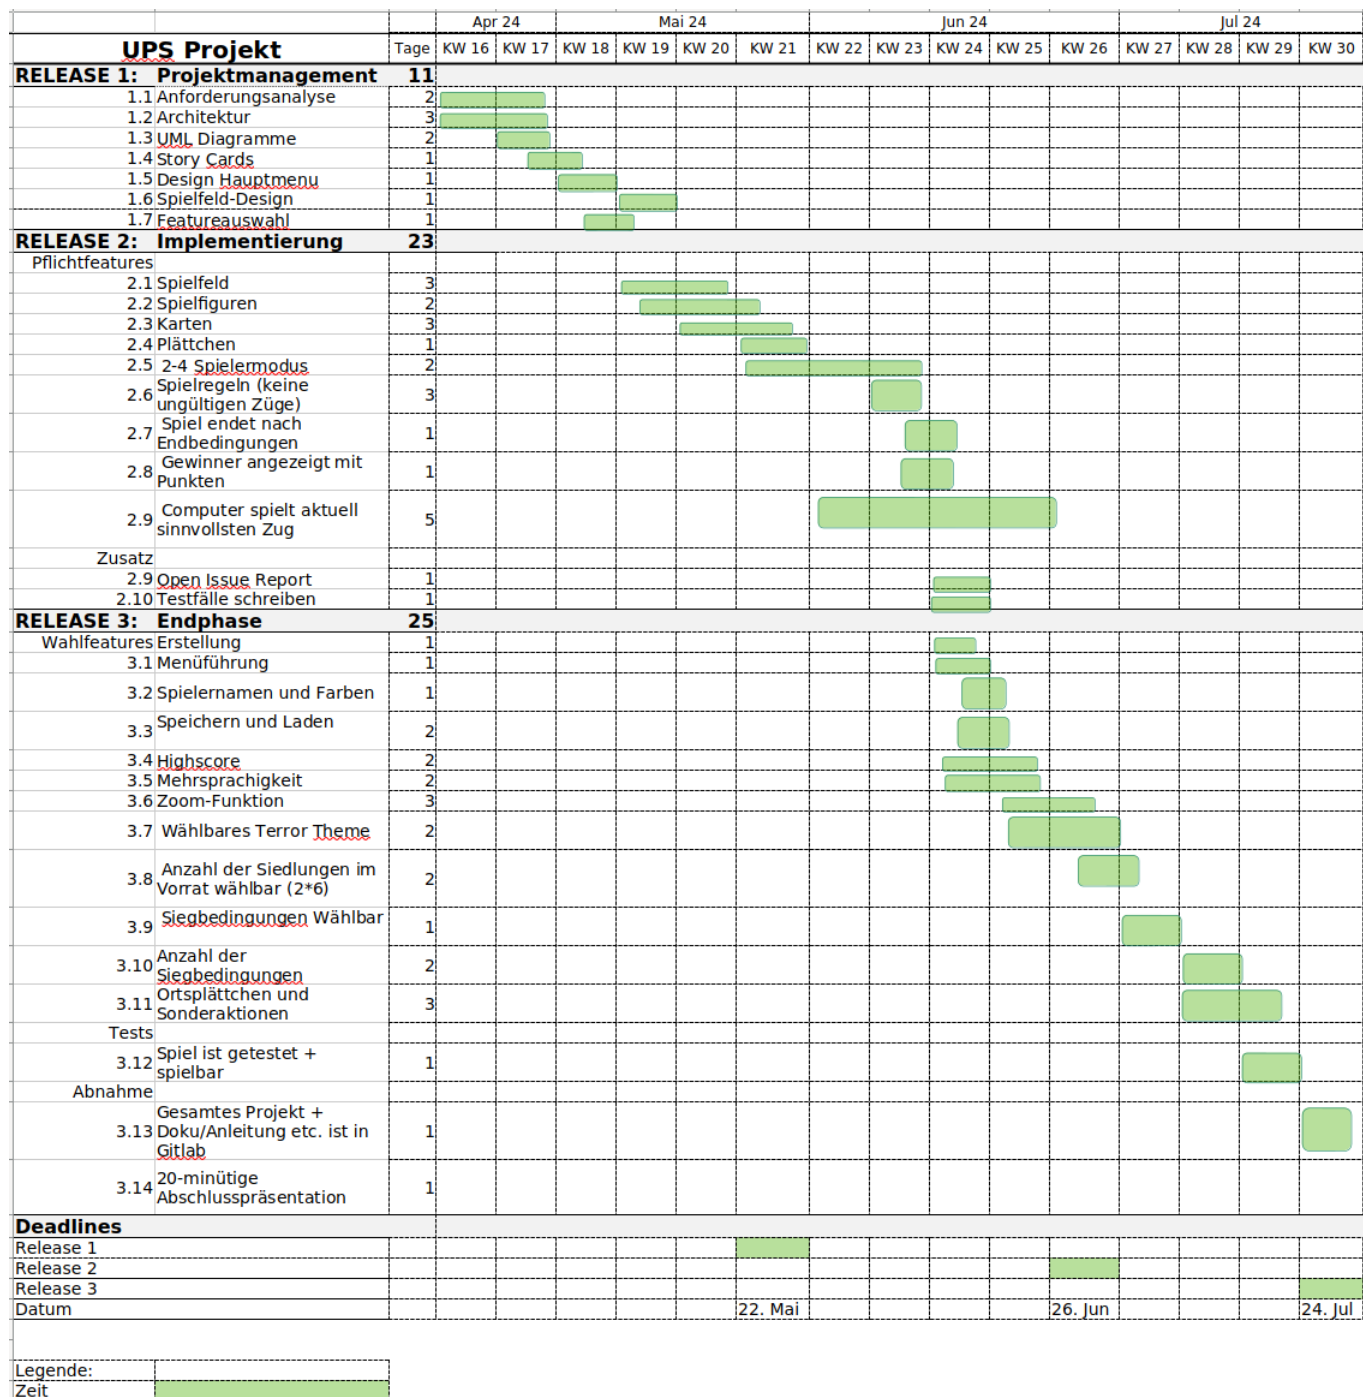 Apr 24 Mai 24 Jun 24 Jul 24
UPS Projekt Tage KW 16 KW 17 KW 18 KW 19 KW 20 KW 21 KW 22 KW 23 KW 24 KW 25 KW 26 KW 27 KW 28 KW 29 KW 30
RELEASE 1: Projektmanagement 11
1.1 Anforderungsanalyse 2
1.2 Architektur 3
1.3 UML Diagramme 2
1.4 Story Cards 1
1.5 Design Hauptmenu 1
1.6 Spielfeld-Design 1
1.7 Featureauswahl 1
RELEASE 2: Implementierung 23
Pflichtfeatures
2.1 Spielfeld 3
2.2 Spielfiguren 2
2.3 Karten 3
2.4 Plättchen 1
2.5 2-4 Spielermodus 2
2.6 Spielregeln (keine
ungültigen Züge) 3
2.7 Spiel endet nach
Endbedingungen 1
2.8 Gewinner angezeigt mit
Punkten 1
2.9 Computer spielt aktuell
sinnvollsten Zug 5
Zusatz
2.9 Open Issue Report 1
2.10 Testfälle schreiben 1
RELEASE 3: Endphase 25
Wahlfeatures Erstellung 1
3.1 Menüführung 1
3.2 Spielernamen und Farben 1
3.3 Speichern und Laden 2
3.4 Highscore 2
3.5 Mehrsprachigkeit 2
3.6 Zoom-Funktion 3
3.7 Wählbares Terror Theme 2
3.8 Anzahl der Siedlungen im
Vorrat wählbar (2*6) 2
3.9 Siegbedingungen Wählbar 1
3.10 Anzahl der
Siegbedingungen 2
3.11 Ortsplättchen und
Sonderaktionen 3
Tests
3.12 Spiel ist getestet +
spielbar 1
Abnahme
3.13 Gesamtes Projekt +
Doku/Anleitung etc. ist in
Gitlab 1
3.14 20-minütige
Abschlusspräsentation 1
Deadlines
Release 1
Release 2
Release 3
Datum 22. Mai 26. Jun 24. Jul
Legende:
Zeit